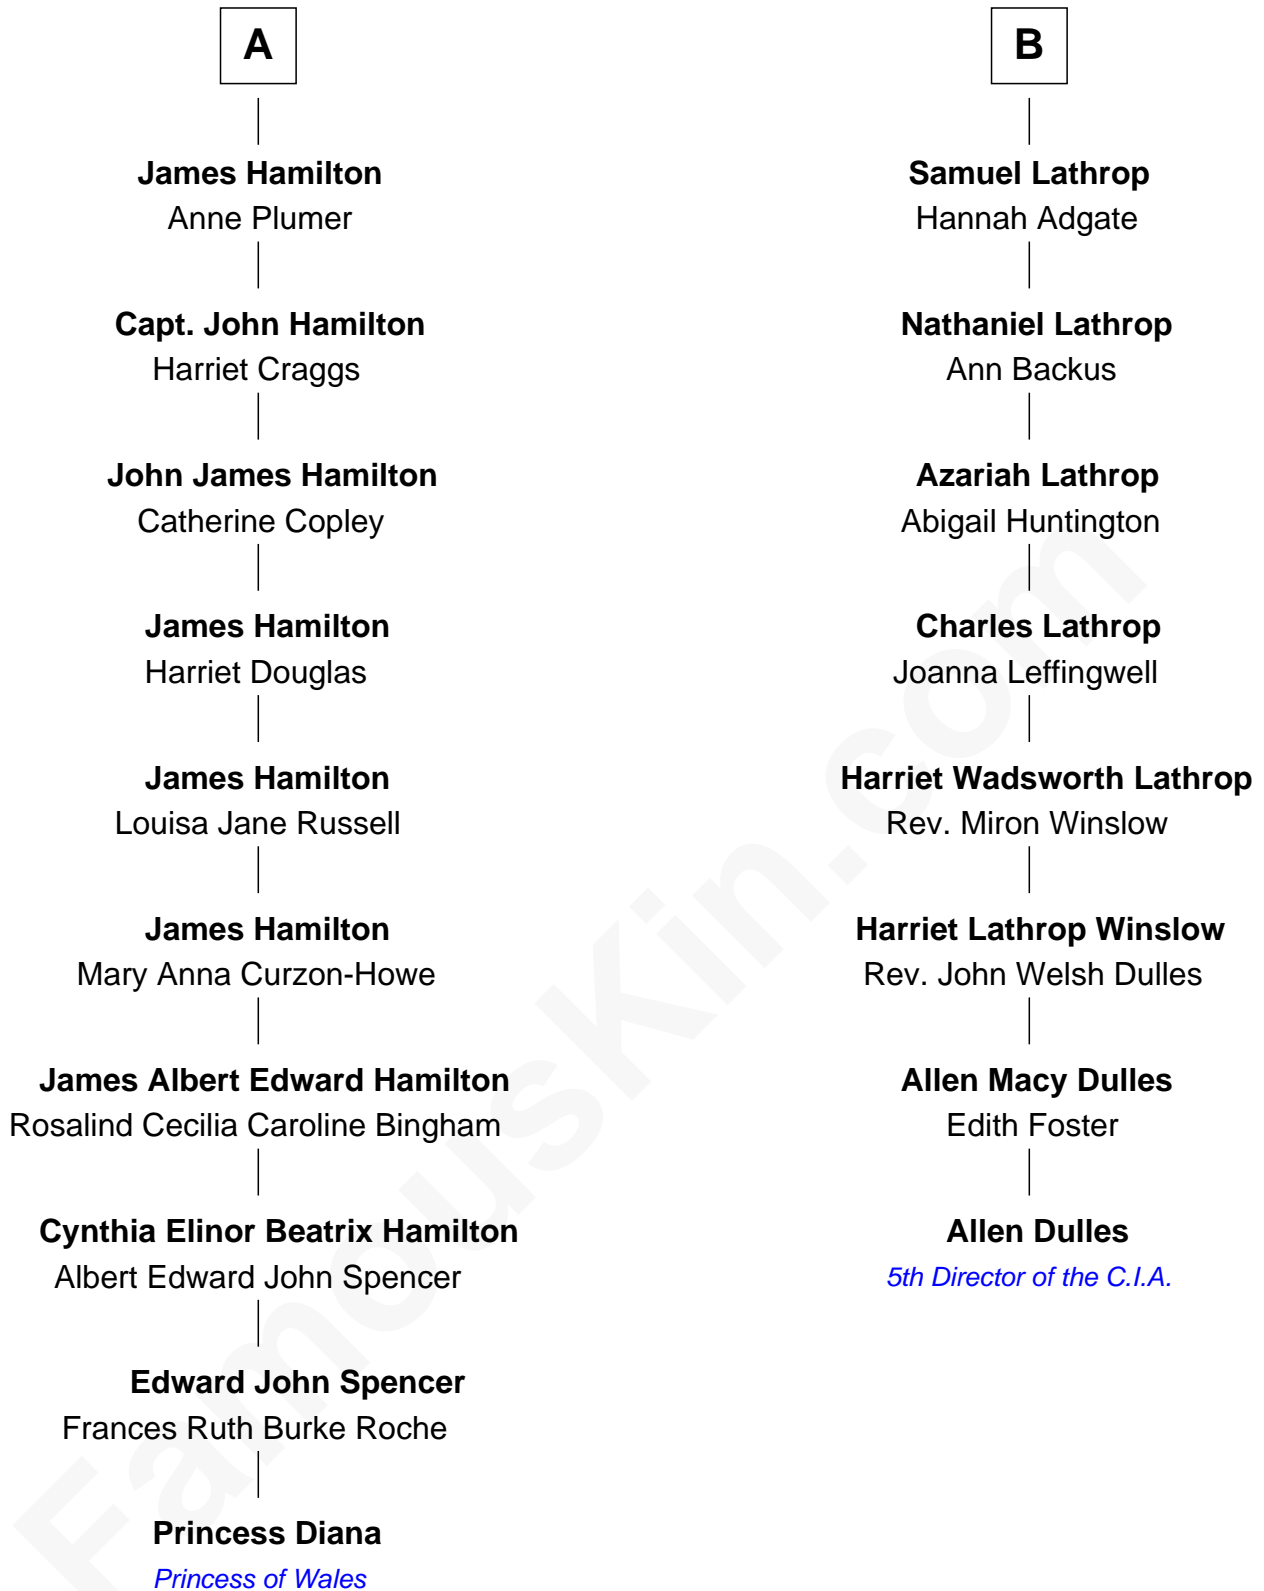 A
James Hamilton
Anne Plumer
Capt. John Hamilton
Harriet Craggs
John James Hamilton
Catherine Copley
James Hamilton
Harriet Douglas
James Hamilton
Louisa Jane Russell
James Hamilton
Mary Anna Curzon-Howe
James Albert Edward Hamilton
Rosalind Cecilia Caroline Bingham
Cynthia Elinor Beatrix Hamilton
Albert Edward John Spencer
Edward John Spencer
Frances Ruth Burke Roche
Princess Diana
Princess of Wales
B
Samuel Lathrop
Hannah Adgate
Nathaniel Lathrop
Ann Backus
Azariah Lathrop
Abigail Huntington
Charles Lathrop
Joanna Leffingwell
Harriet Wadsworth Lathrop
Rev. Miron Winslow
Harriet Lathrop Winslow
Rev. John Welsh Dulles
Allen Macy Dulles
Edith Foster
Allen Dulles
5th Director of the C.I.A.
FamousKin.com